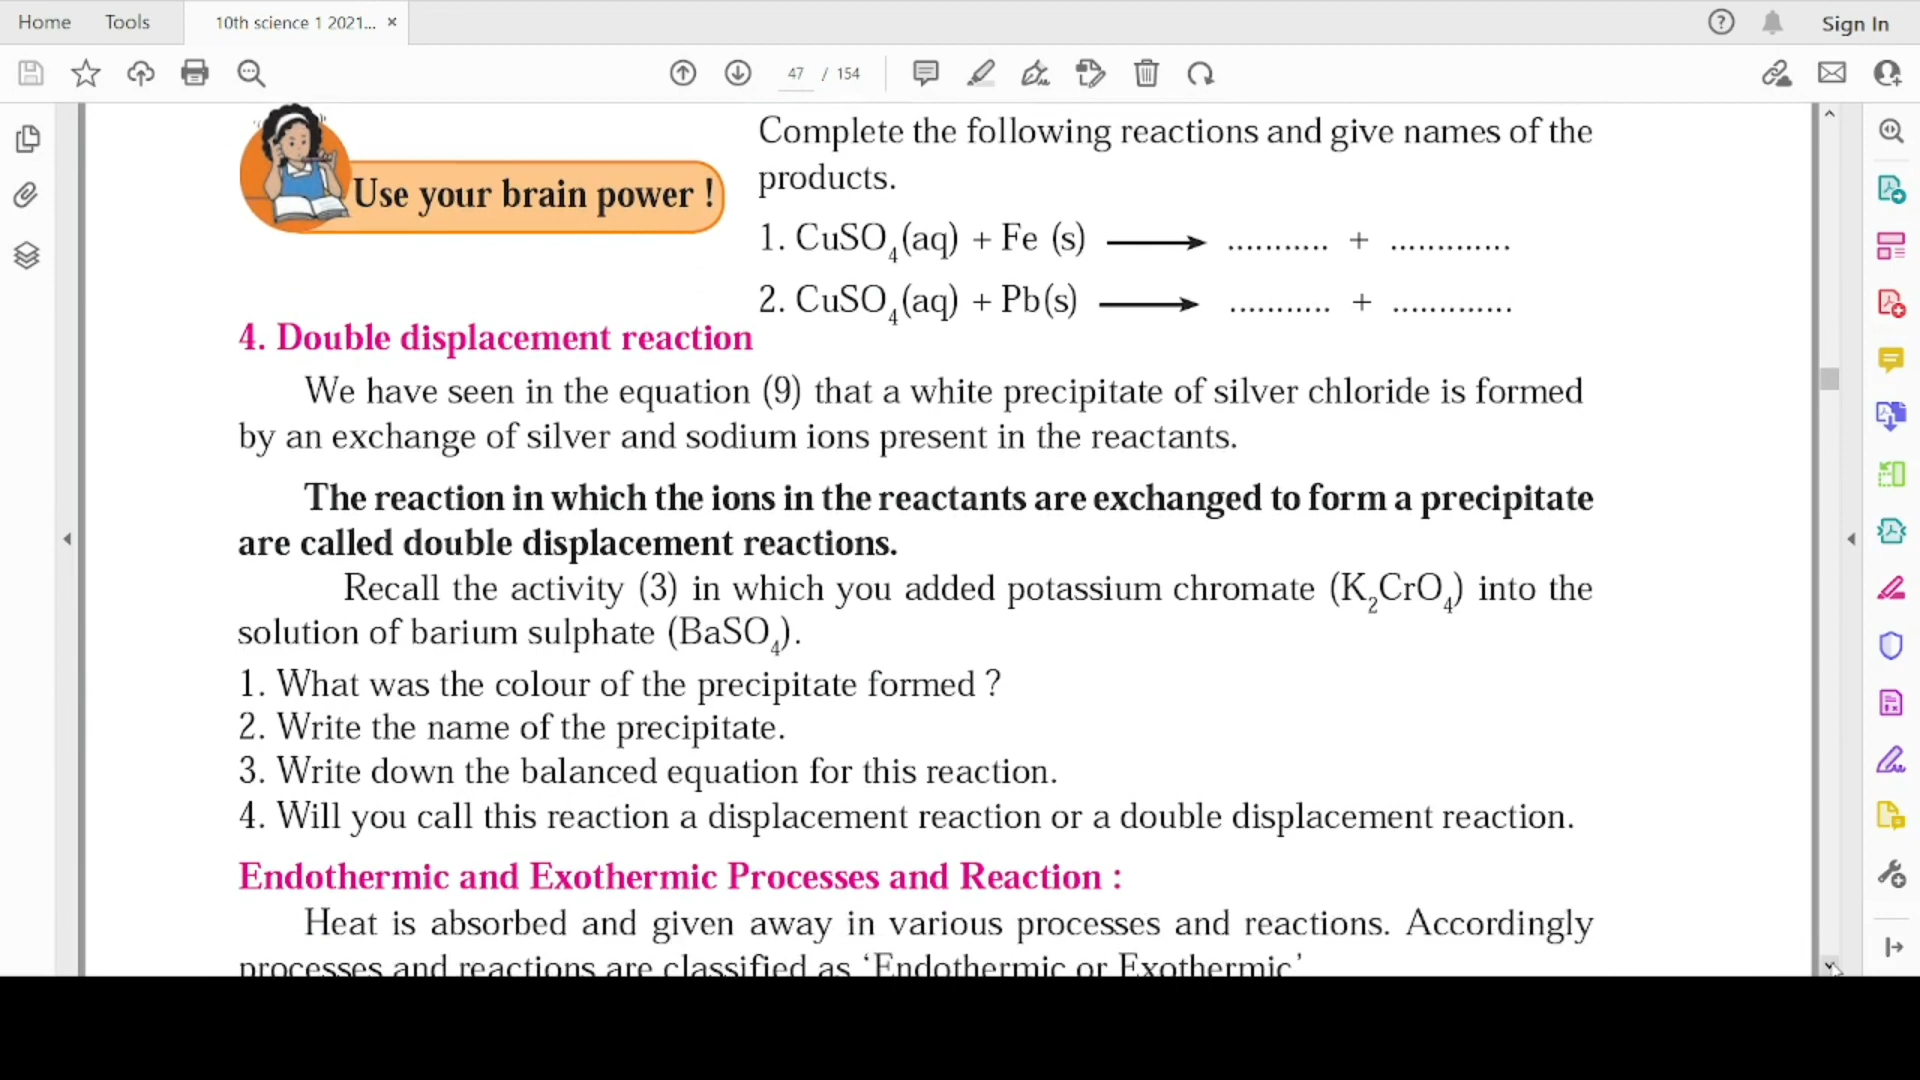 Home Tools 10th science 1 2021... × ? Sign In
47 / 154
Use your brain power !
Complete the following reactions and give names of the
products.
1. CuSO₄(aq) + Fe (s) ⟶ ........... + .............
2. CuSO₄(aq) + Pb(s) ⟶ ........... + .............
4. Double displacement reaction
We have seen in the equation (9) that a white precipitate of silver chloride is formed
by an exchange of silver and sodium ions present in the reactants.
The reaction in which the ions in the reactants are exchanged to form a precipitate
are called double displacement reactions.
Recall the activity (3) in which you added potassium chromate (K₂CrO₄) into the
solution of barium sulphate (BaSO₄).
1. What was the colour of the precipitate formed ?
2. Write the name of the precipitate.
3. Write down the balanced equation for this reaction.
4. Will you call this reaction a displacement reaction or a double displacement reaction.
Endothermic and Exothermic Processes and Reaction :
Heat is absorbed and given away in various processes and reactions. Accordingly
processes and reactions are classified as ‘Endothermic or Exothermic’